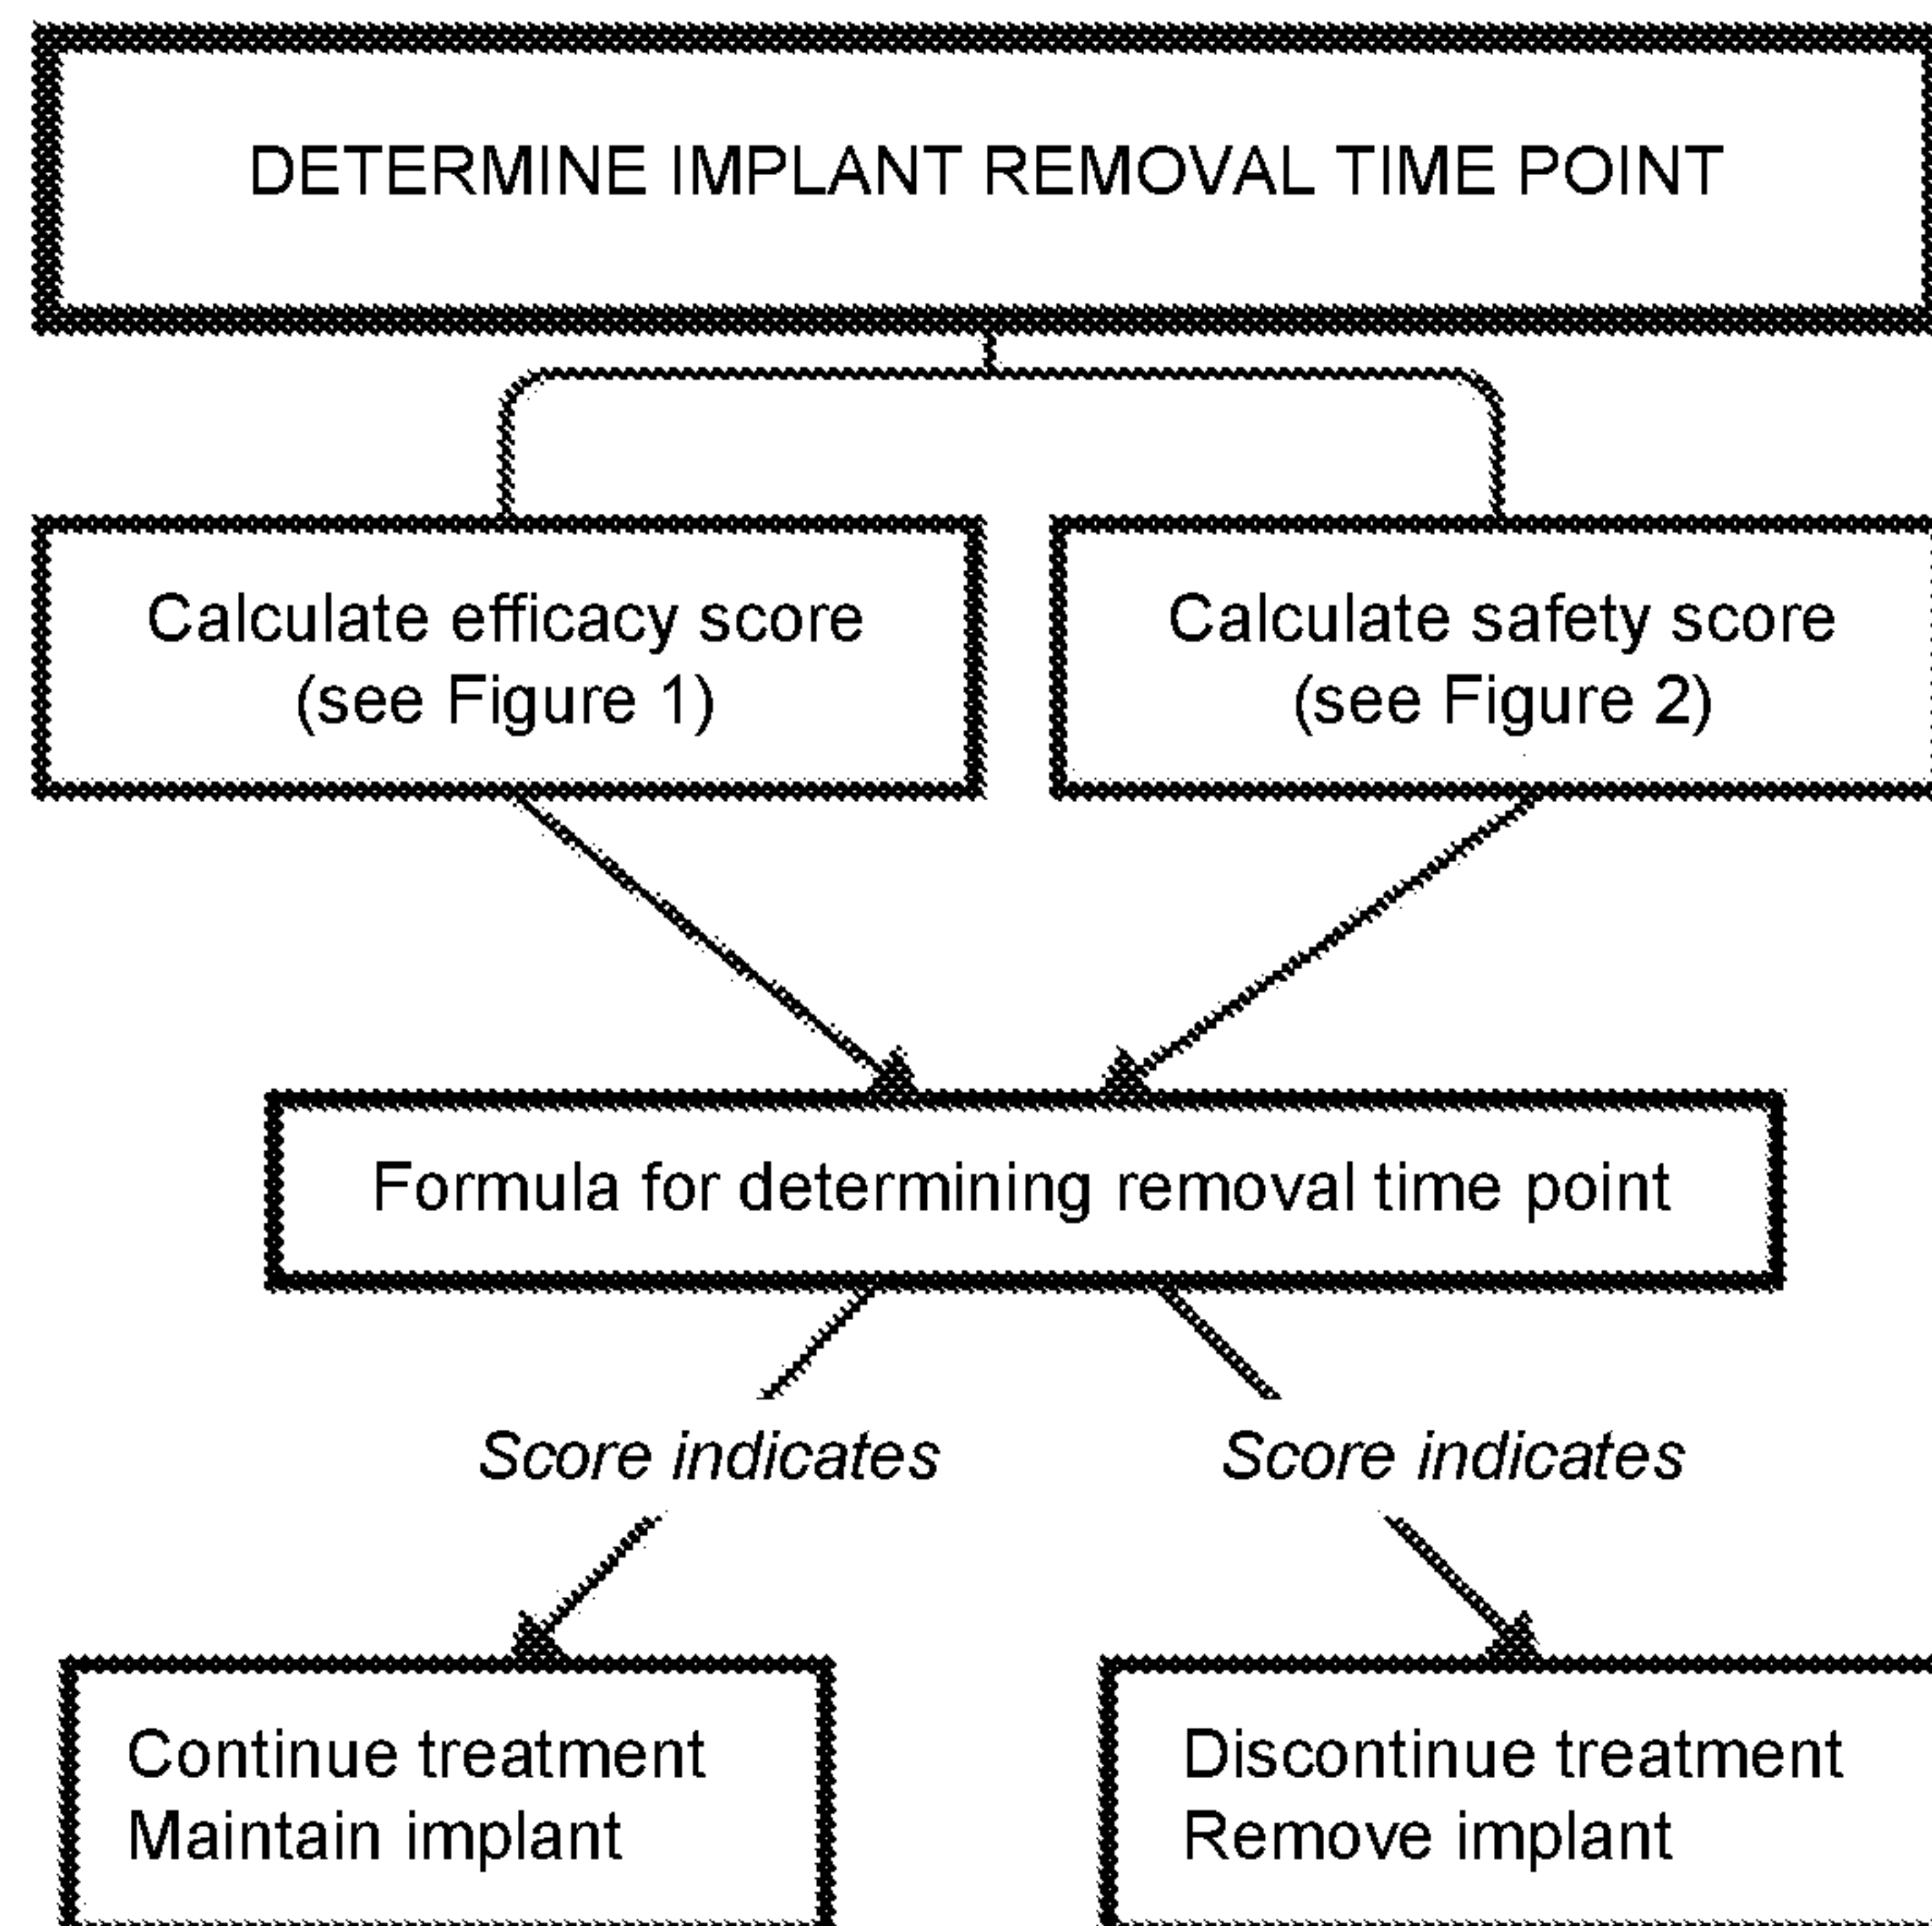 DETERMINE IMPLANT REMOVAL TIME POINT
Calculate efficacy score
(see Figure 1)
Calculate safety score
(see Figure 2)
Formula for determining removal time point
Score indicates
Score indicates
Continue treatment
Maintain implant
Discontinue treatment
Remove implant